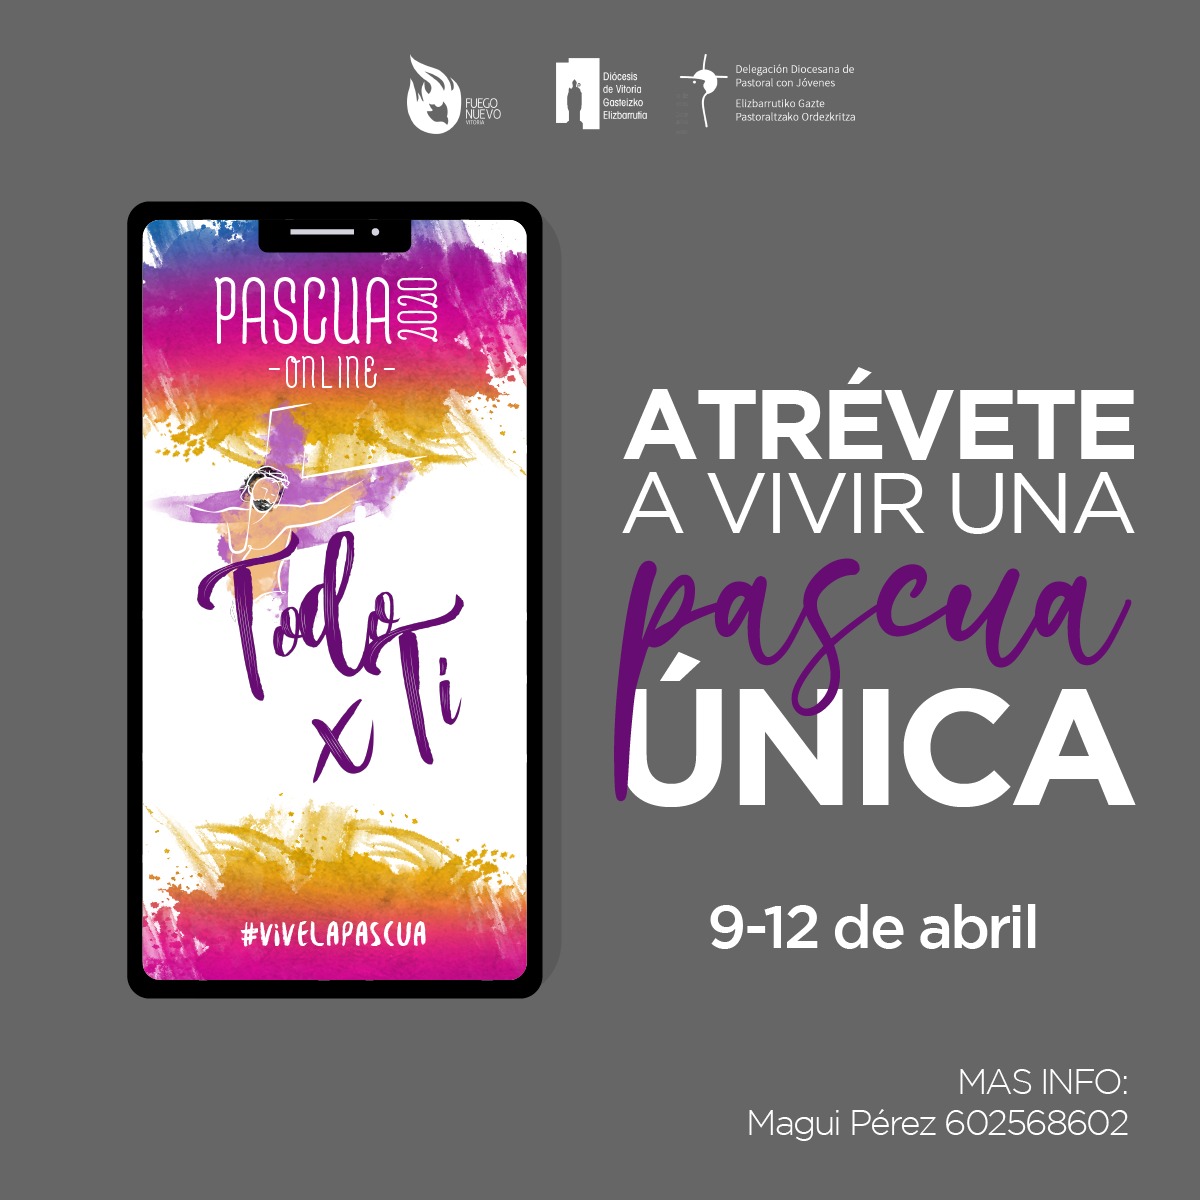 FUEGO
NUEVO
VITORIA
Diócesis
de Vitoria
Gasteizko
Elizbarrutia
Delegación Diocesana de
Pastoral con Jóvenes
Elizbarrutiko Gazte
Pastoraltzako Ordezkritza
PASCUA 2020
-ONLINE-
Todo
x Ti
#VIVELAPASCUA
ATRÉVETE
A VIVIR UNA
pascua
ÚNICA
9-12 de abril
MAS INFO:
Magui Pérez 602568602